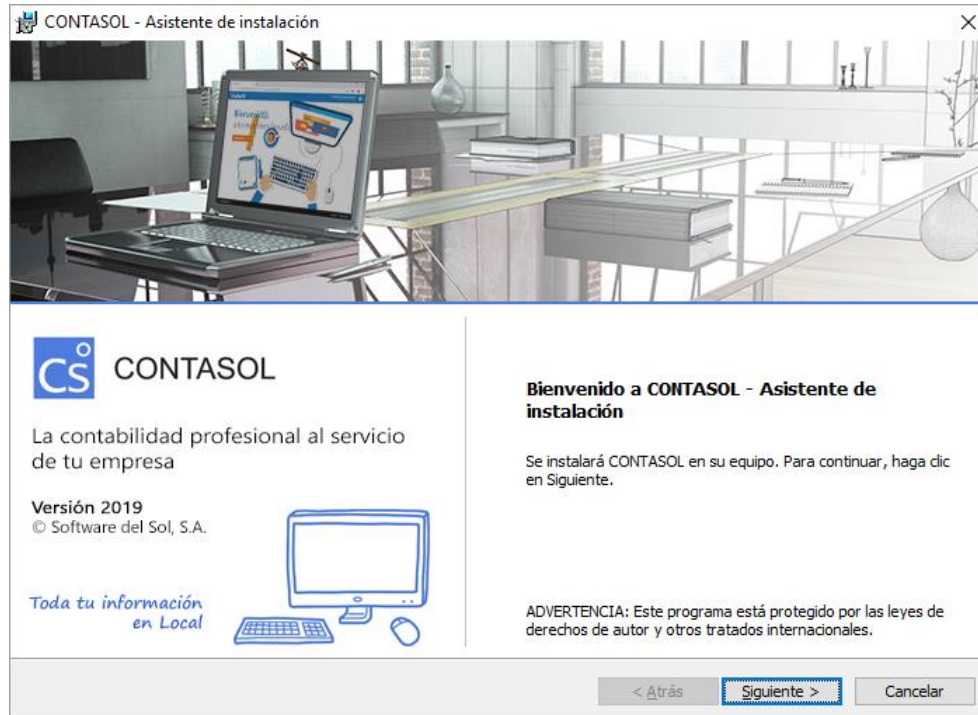 CONTASOL - Asistente de instalación
CS
CONTASOL
La contabilidad profesional al servicio
de tu empresa
Versión 2019
© Software del Sol, S.A.
Toda tu información
en Local
Bienvenido a CONTASOL - Asistente de
instalación
Se instalará CONTASOL en su equipo. Para continuar, haga clic
en Siguiente.
ADVERTENCIA: Este programa está protegido por las leyes de
derechos de autor y otros tratados internacionales.
< Atrás
Siguiente >
Cancelar